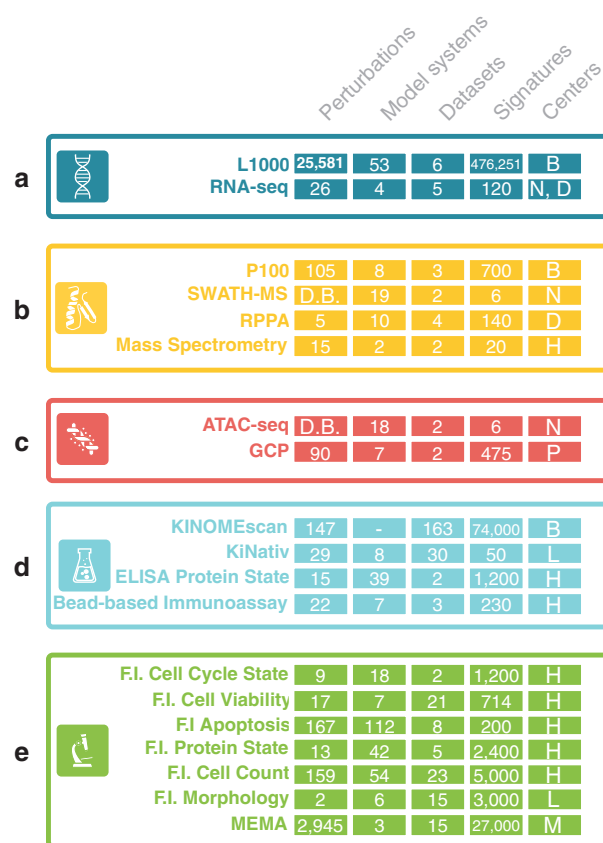 Perturbations Model systems Datasets Signatures Centers
a
L1000 25,581 53 6 476,251 B
RNA-seq 26 4 5 120 N, D
b
P100 105 8 3 700 B
SWATH-MS D.B. 19 2 6 N
RPPA 5 10 4 140 D
Mass Spectrometry 15 2 2 20 H
c
ATAC-seq D.B. 18 2 6 N
GCP 90 7 2 475 P
d
KINOMEscan 147 - 163 74,000 B
KiNativ 29 8 30 50 L
ELISA Protein State 15 39 2 1,200 H
Bead-based Immunoassay 22 7 3 230 H
e
F.I. Cell Cycle State 9 18 2 1,200 H
F.I. Cell Viability 17 7 21 714 H
F.I Apoptosis 167 112 8 200 H
F.I. Protein State 13 42 5 2,400 H
F.I. Cell Count 159 54 23 5,000 H
F.I. Morphology 2 6 15 3,000 L
MEMA 2,945 3 15 27,000 M